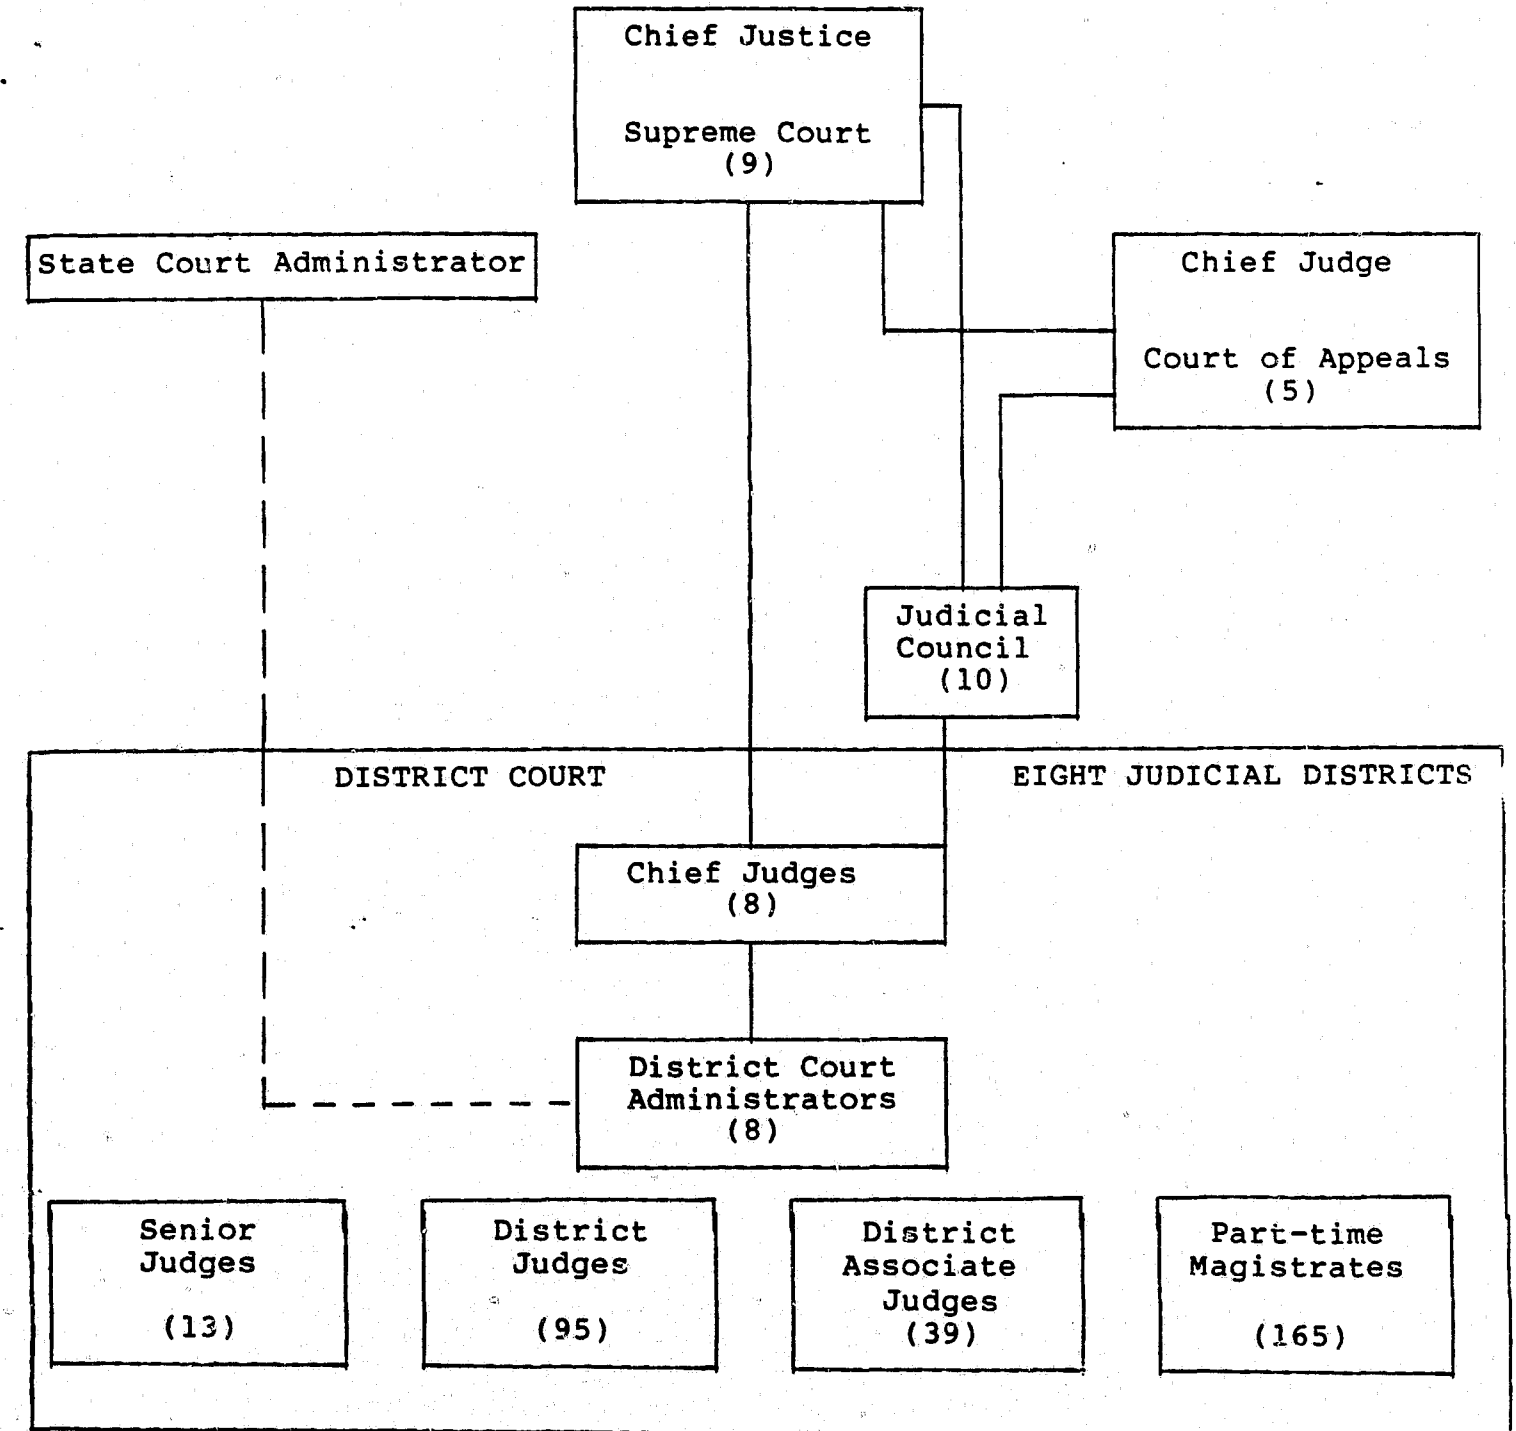 Chief Justice
Supreme Court
(9)
State Court Administrator
Chief Judge
Court of Appeals
(5)
Judicial
Council
(10)
DISTRICT COURT
EIGHT JUDICIAL DISTRICTS
Chief Judges
(8)
District Court
Administrators
(8)
Senior
Judges
(13)
District
Judges
(95)
District
Associate
Judges
(39)
Part-time
Magistrates
(165)